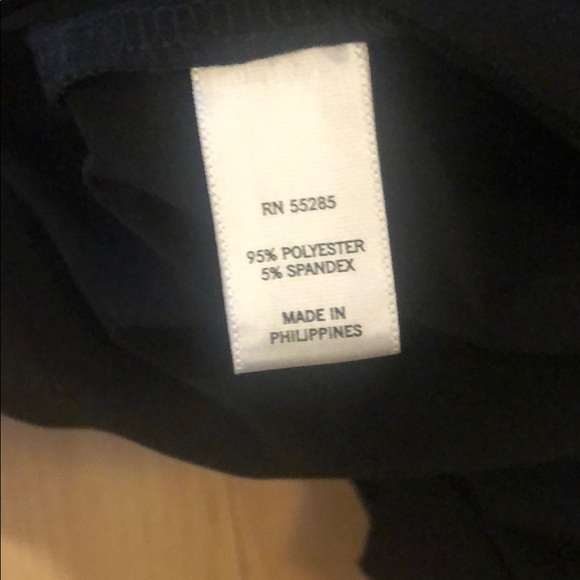 RN 55285
95% POLYESTER
5% SPANDEX
MADE IN
PHILIPPINES